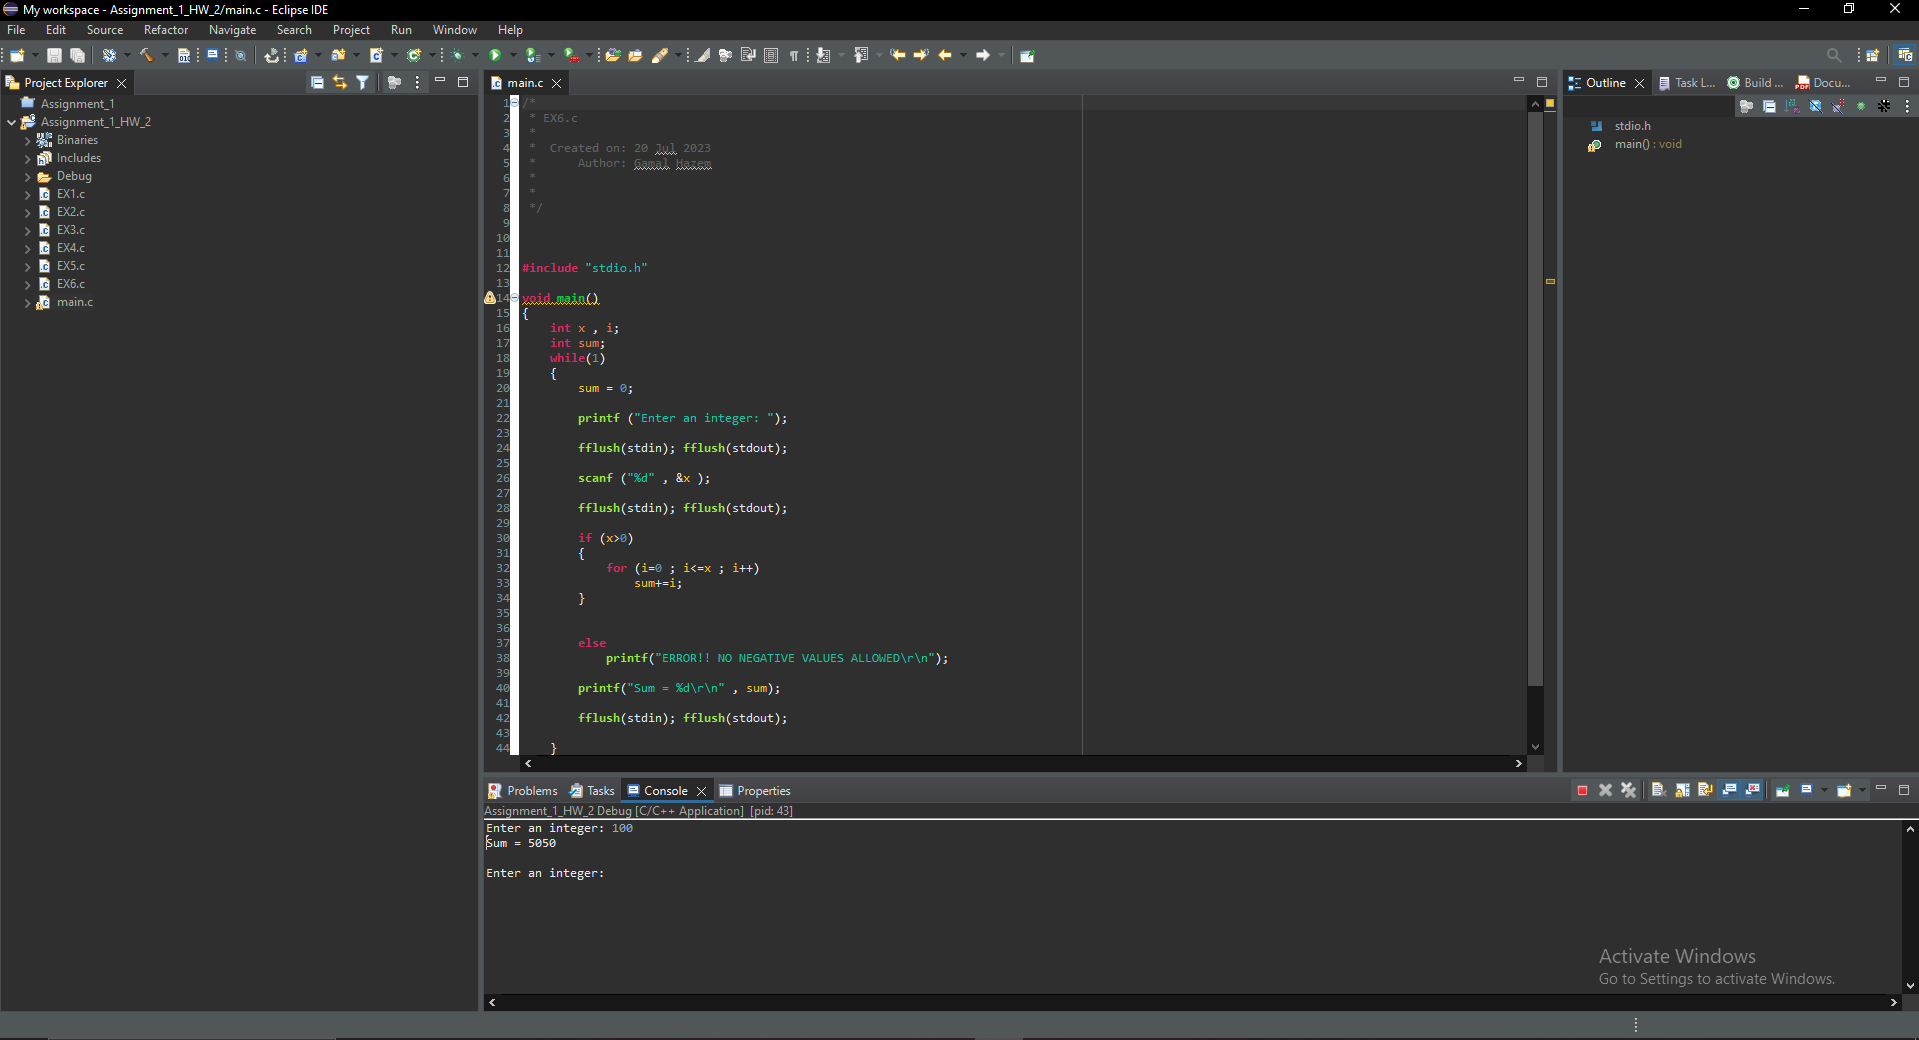 My workspace - Assignment_1_HW_2/main.c - Eclipse IDE
File Edit Source Refactor Navigate Search Project Run Window Help
Project Explorer
main.c
Outline
Task L...
Build ...
Docu...
Assignment_1
Assignment_1_HW_2
Binaries
Includes
Debug
EX1.c
EX2.c
EX3.c
EX4.c
EX5.c
EX6.c
main.c
1 /*
2 * EX6.c
3 *
4 * Created on: 20 Jul 2023
5 * Author: Gamal Hazem
6 *
7 *
8 */
9
10
11
12 #include "stdio.h"
13
14 void main()
15 {
16 int x , i;
17 int sum;
18 while(1)
19 {
20 sum = 0;
21
22 printf ("Enter an integer: ");
23
24 fflush(stdin); fflush(stdout);
25
26 scanf ("%d" , &x );
27
28 fflush(stdin); fflush(stdout);
29
30 if (x>0)
31 {
32 for (i=0 ; i<=x ; i++)
33 sum+=i;
34 }
35
36
37 else
38 printf("ERROR!! NO NEGATIVE VALUES ALLOWED\r\n");
39
40 printf("Sum = %d\r\n" , sum);
41
42 fflush(stdin); fflush(stdout);
43
44 }
stdio.h
main() : void
Problems Tasks Console Properties
Assignment_1_HW_2 Debug [C/C++ Application] [pid: 43]
Enter an integer: 100
Sum = 5050
Enter an integer:
Activate Windows
Go to Settings to activate Windows.